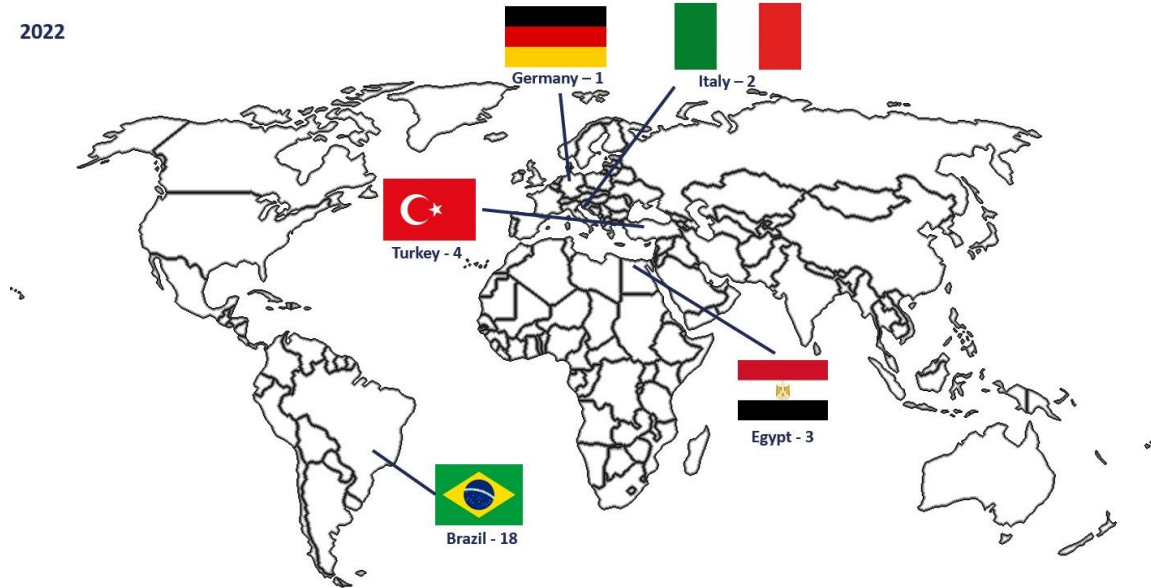 2022
Germany – 1
Italy – 2
Turkey - 4
Egypt - 3
Brazil - 18